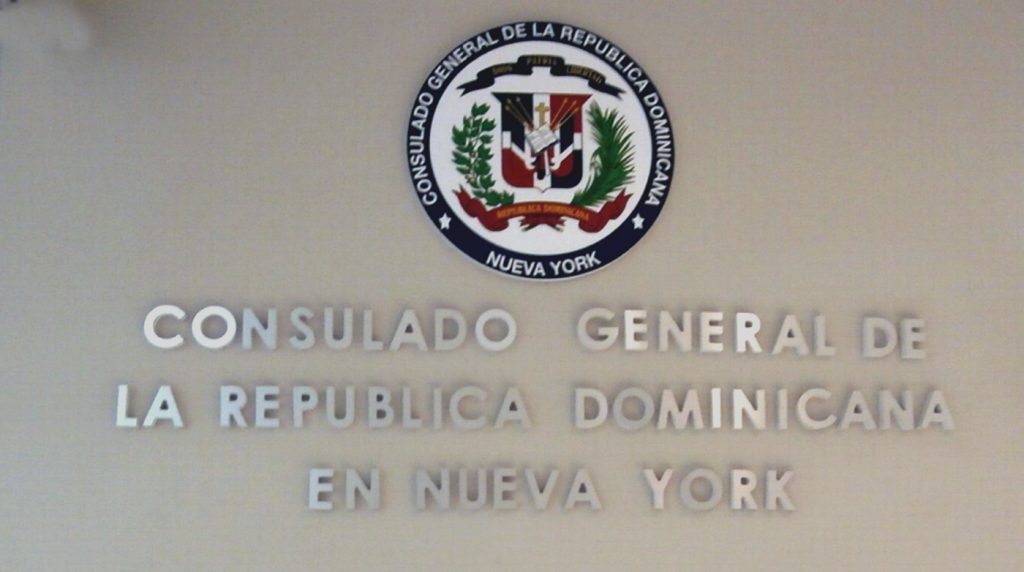 CONSULADO GENERAL DE LA REPUBLICA DOMINICANA
DIOS PATRIA LIBERTAD
REPUBLICA DOMINICANA
NUEVA YORK
CONSULADO GENERAL DE
LA REPUBLICA DOMINICANA
EN NUEVA YORK